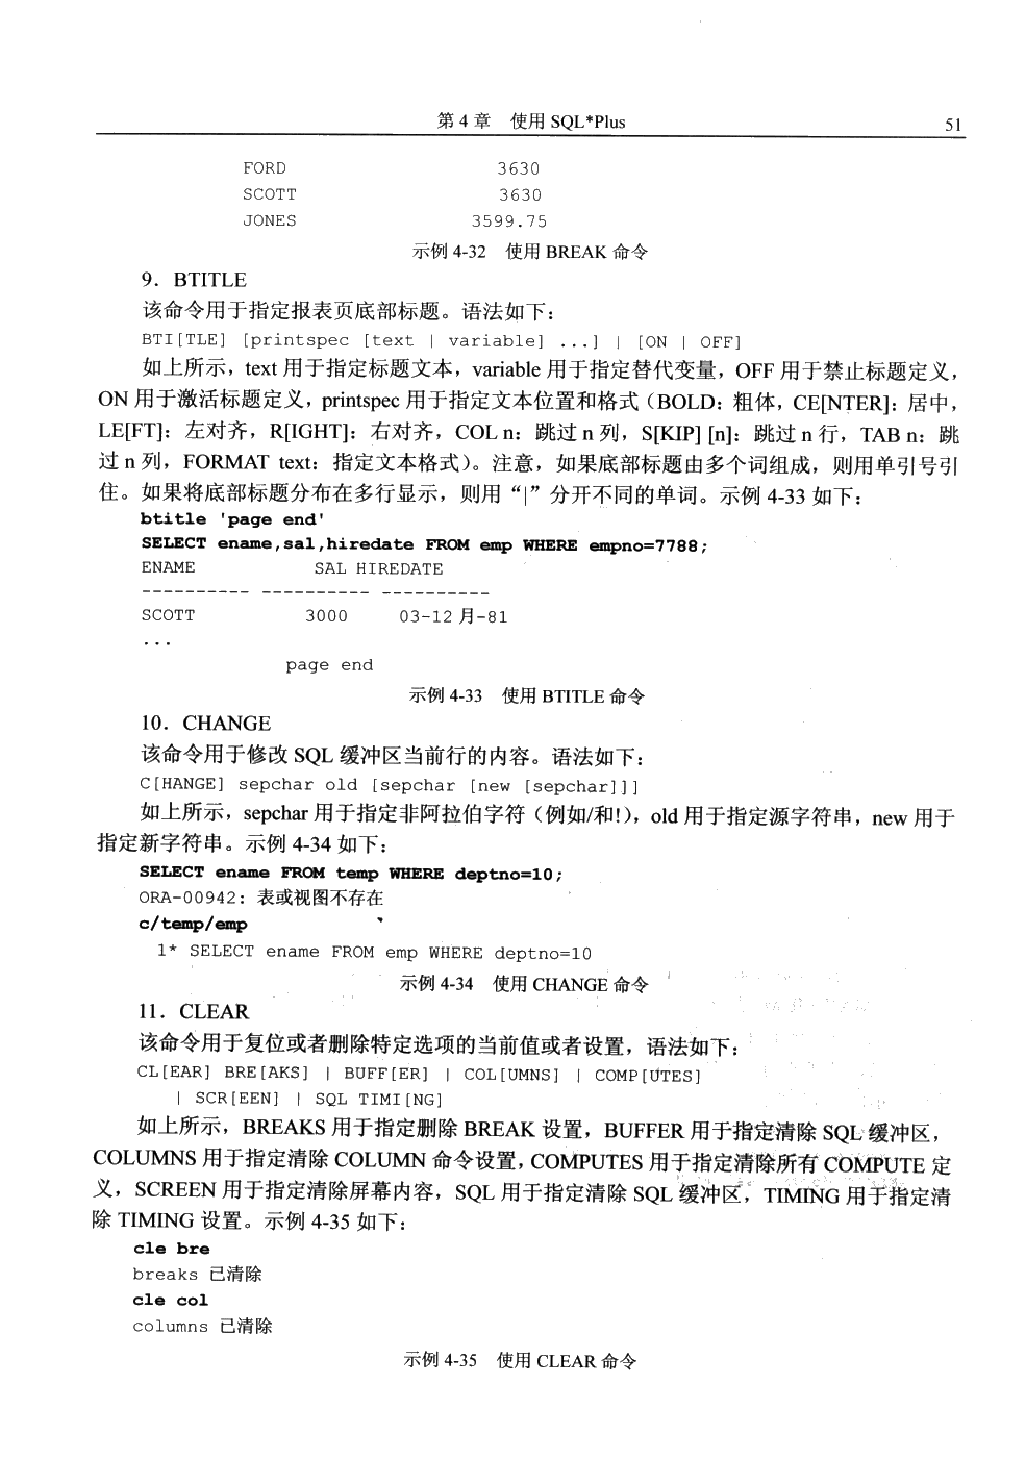 第 4 章　使用 SQL*Plus　51
FORD　3630
SCOTT　3630
JONES　3599.75
示例 4-32　使用 BREAK 命令
9．BTITLE
该命令用于指定报表页底部标题。语法如下：
BTI[TLE] [printspec [text | variable] ...] | [ON | OFF]
如上所示，text 用于指定标题文本，variable 用于指定替代变量，OFF 用于禁止标题定义，
ON 用于激活标题定义，printspec 用于指定文本位置和格式（BOLD：粗体，CE[NTER]：居中，
LE[FT]：左对齐，R[IGHT]：右对齐，COL n：跳过 n 列，S[KIP] [n]：跳过 n 行，TAB n：跳
过 n 列，FORMAT text：指定文本格式）。注意，如果底部标题由多个词组成，则用单引号引
住。如果将底部标题分布在多行显示，则用“|”分开不同的单词。示例 4-33 如下：
btitle 'page end'
SELECT ename,sal,hiredate FROM emp WHERE empno=7788;
ENAME　SAL HIREDATE
---------- ---------- ----------
SCOTT　3000　03-12 月-81
...
page end
示例 4-33　使用 BTITLE 命令
10．CHANGE
该命令用于修改 SQL 缓冲区当前行的内容。语法如下：
C[HANGE] sepchar old [sepchar [new [sepchar]]]
如上所示，sepchar 用于指定非阿拉伯字符（例如/和!），old 用于指定源字符串，new 用于
指定新字符串。示例 4-34 如下：
SELECT ename FROM temp WHERE deptno=10;
ORA-00942: 表或视图不存在
c/temp/emp
1* SELECT ename FROM emp WHERE deptno=10
示例 4-34　使用 CHANGE 命令
11．CLEAR
该命令用于复位或者删除特定选项的当前值或者设置，语法如下：
CL[EAR] BRE[AKS] | BUFF[ER] | COL[UMNS] | COMP[UTES]
| SCR[EEN] | SQL TIMI[NG]
如上所示，BREAKS 用于指定删除 BREAK 设置，BUFFER 用于指定清除 SQL 缓冲区，
COLUMNS 用于指定清除 COLUMN 命令设置，COMPUTES 用于指定清除所有 COMPUTE 定
义，SCREEN 用于指定清除屏幕内容，SQL 用于指定清除 SQL 缓冲区，TIMING 用于指定清
除 TIMING 设置。示例 4-35 如下：
cle bre
breaks 已清除
cle col
columns 已清除
示例 4-35　使用 CLEAR 命令